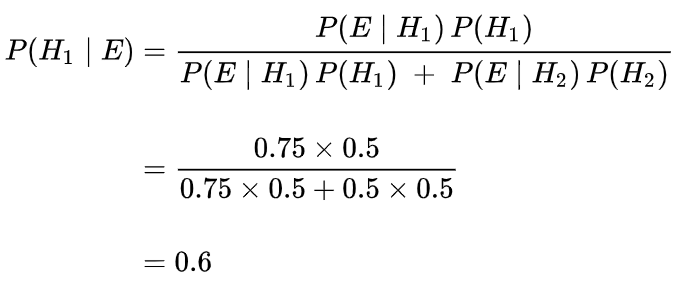 P(H₁ | E) = P(E | H₁) P(H₁) / P(E | H₁) P(H₁) + P(E | H₂) P(H₂)
= 0.75 × 0.5 / 0.75 × 0.5 + 0.5 × 0.5
= 0.6